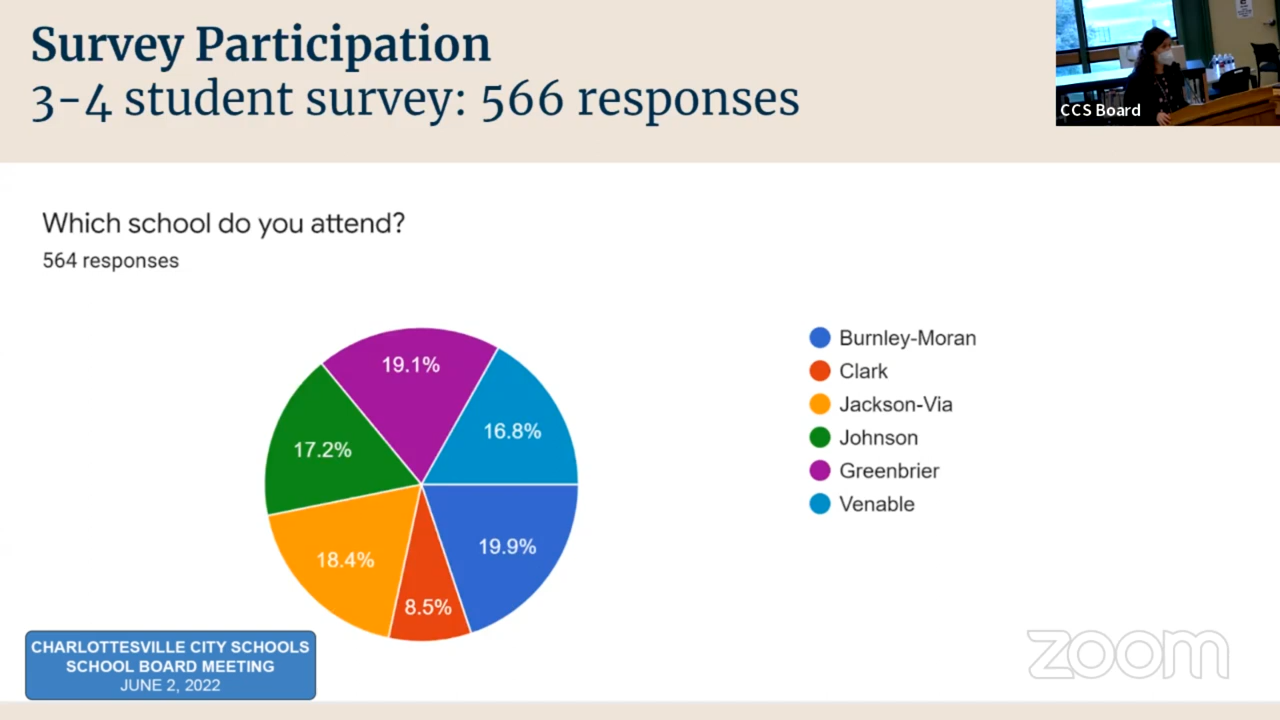 Survey Participation
3-4 student survey: 566 responses
CCS Board
Which school do you attend?
564 responses
19.1%
16.8%
17.2%
19.9%
18.4%
8.5%
Burnley-Moran
Clark
Jackson-Via
Johnson
Greenbrier
Venable
CHARLOTTESVILLE CITY SCHOOLS
SCHOOL BOARD MEETING
JUNE 2, 2022
zoom